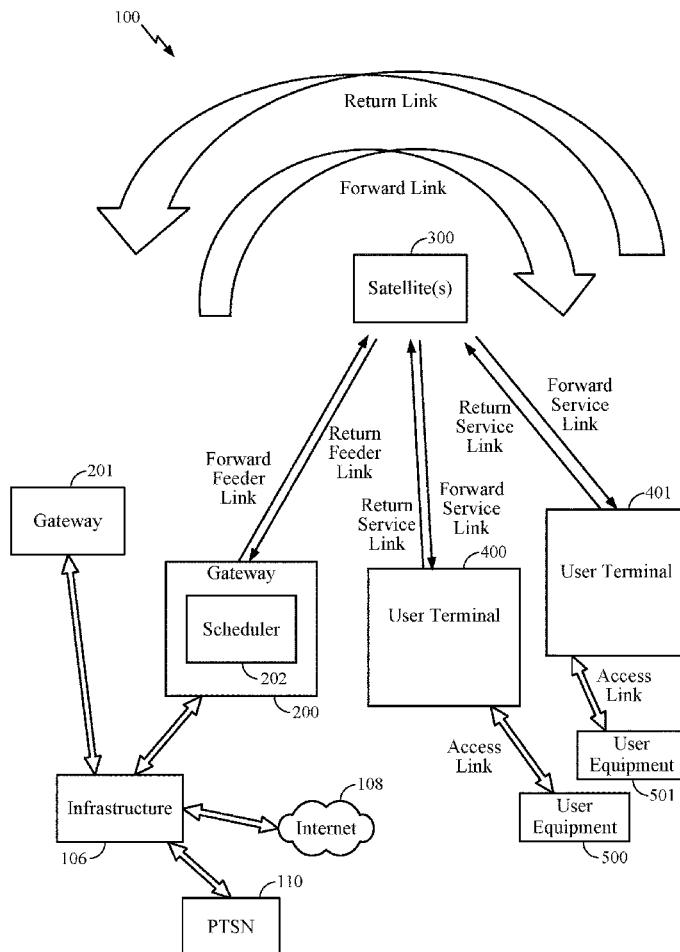 100
Return Link
Forward Link
300
Satellite(s)
Forward
Feeder
Link
Return
Feeder
Link
Return
Service
Link
Forward
Service
Link
Return
Service
Link
Forward
Service
Link
201
Gateway
Gateway
Scheduler
202
200
400
User Terminal
401
User Terminal
Access
Link
Access
Link
User
Equipment
501
User
Equipment
500
Infrastructure
106
108
Internet
110
PTSN